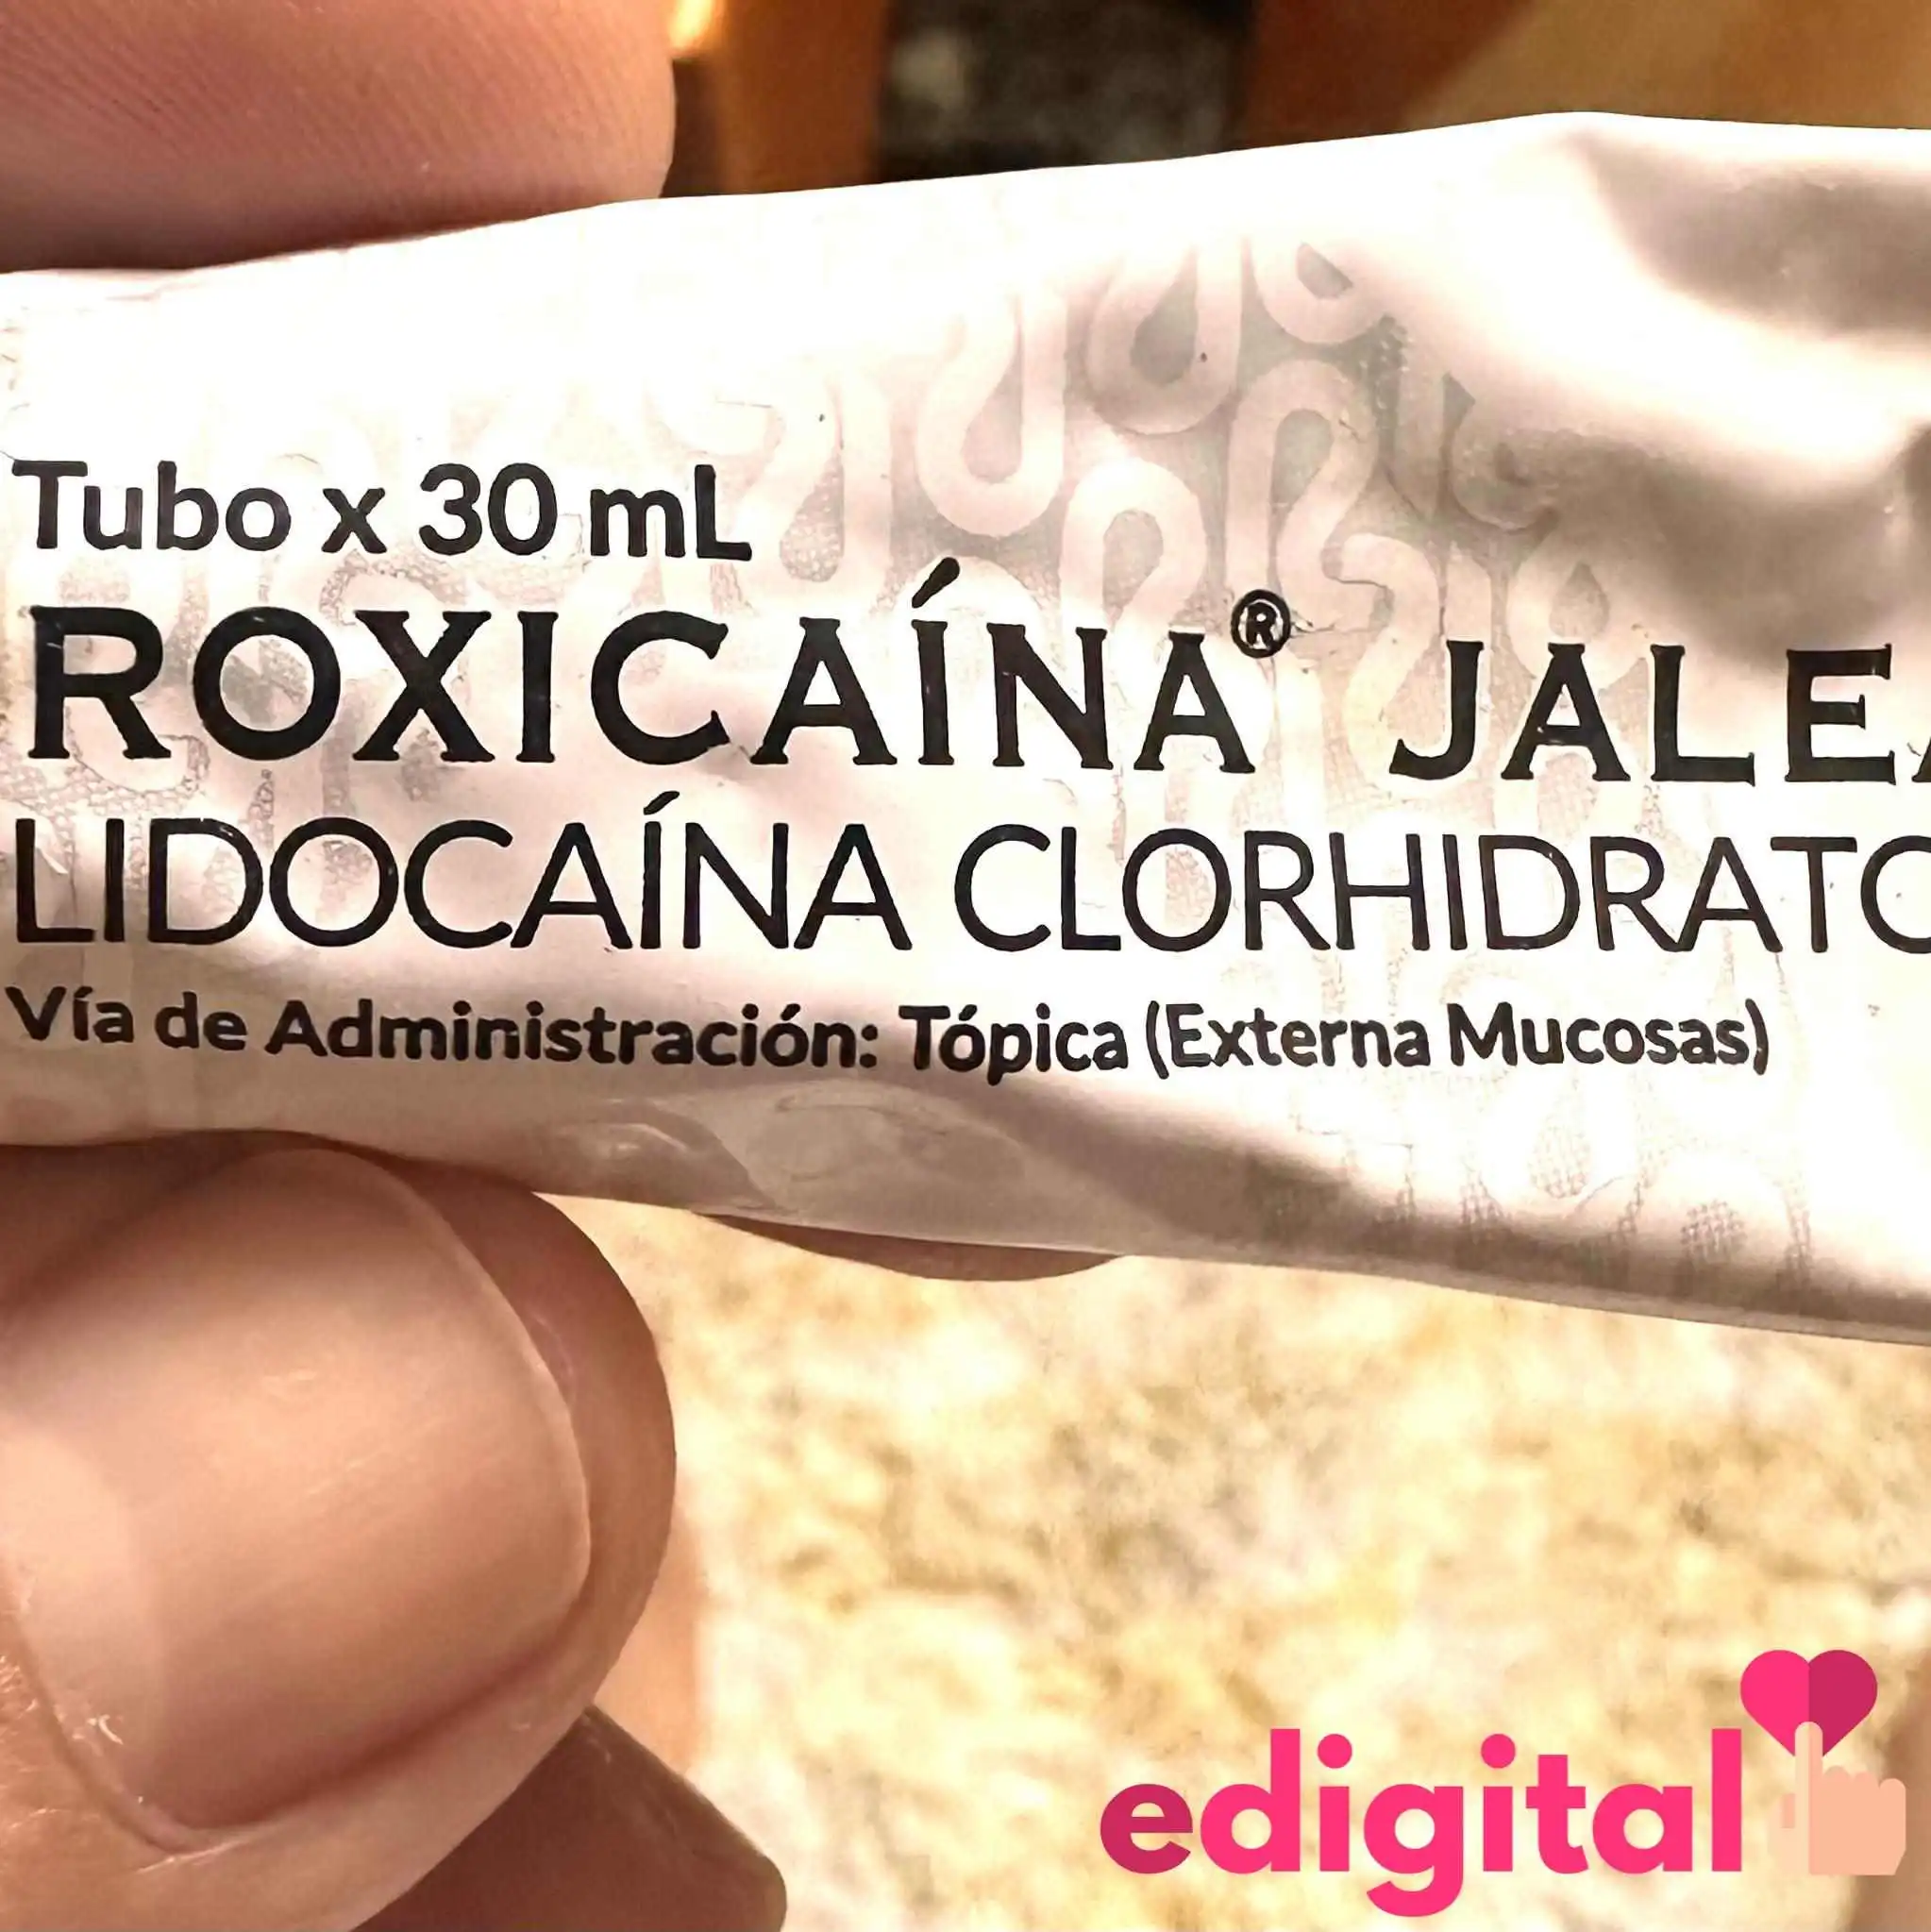 Tubo x 30 mL
ROXICAÍNA® JALEA
LIDOCAÍNA CLORHIDRATO
Vía de Administración: Tópica (Externa Mucosas)
edigital